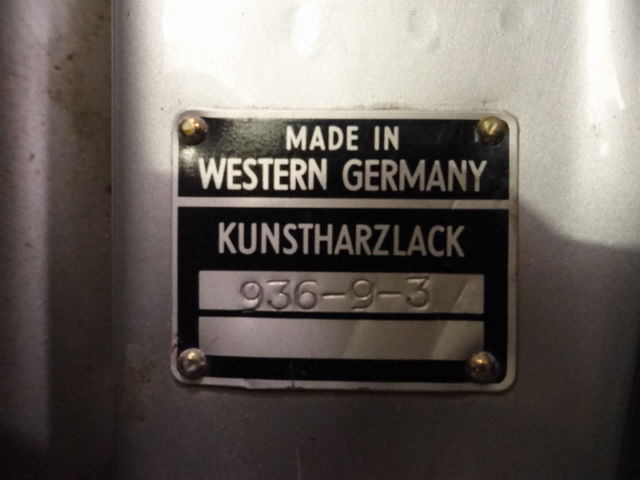 MADE IN
WESTERN GERMANY
KUNSTHARZLACK
936-9-3